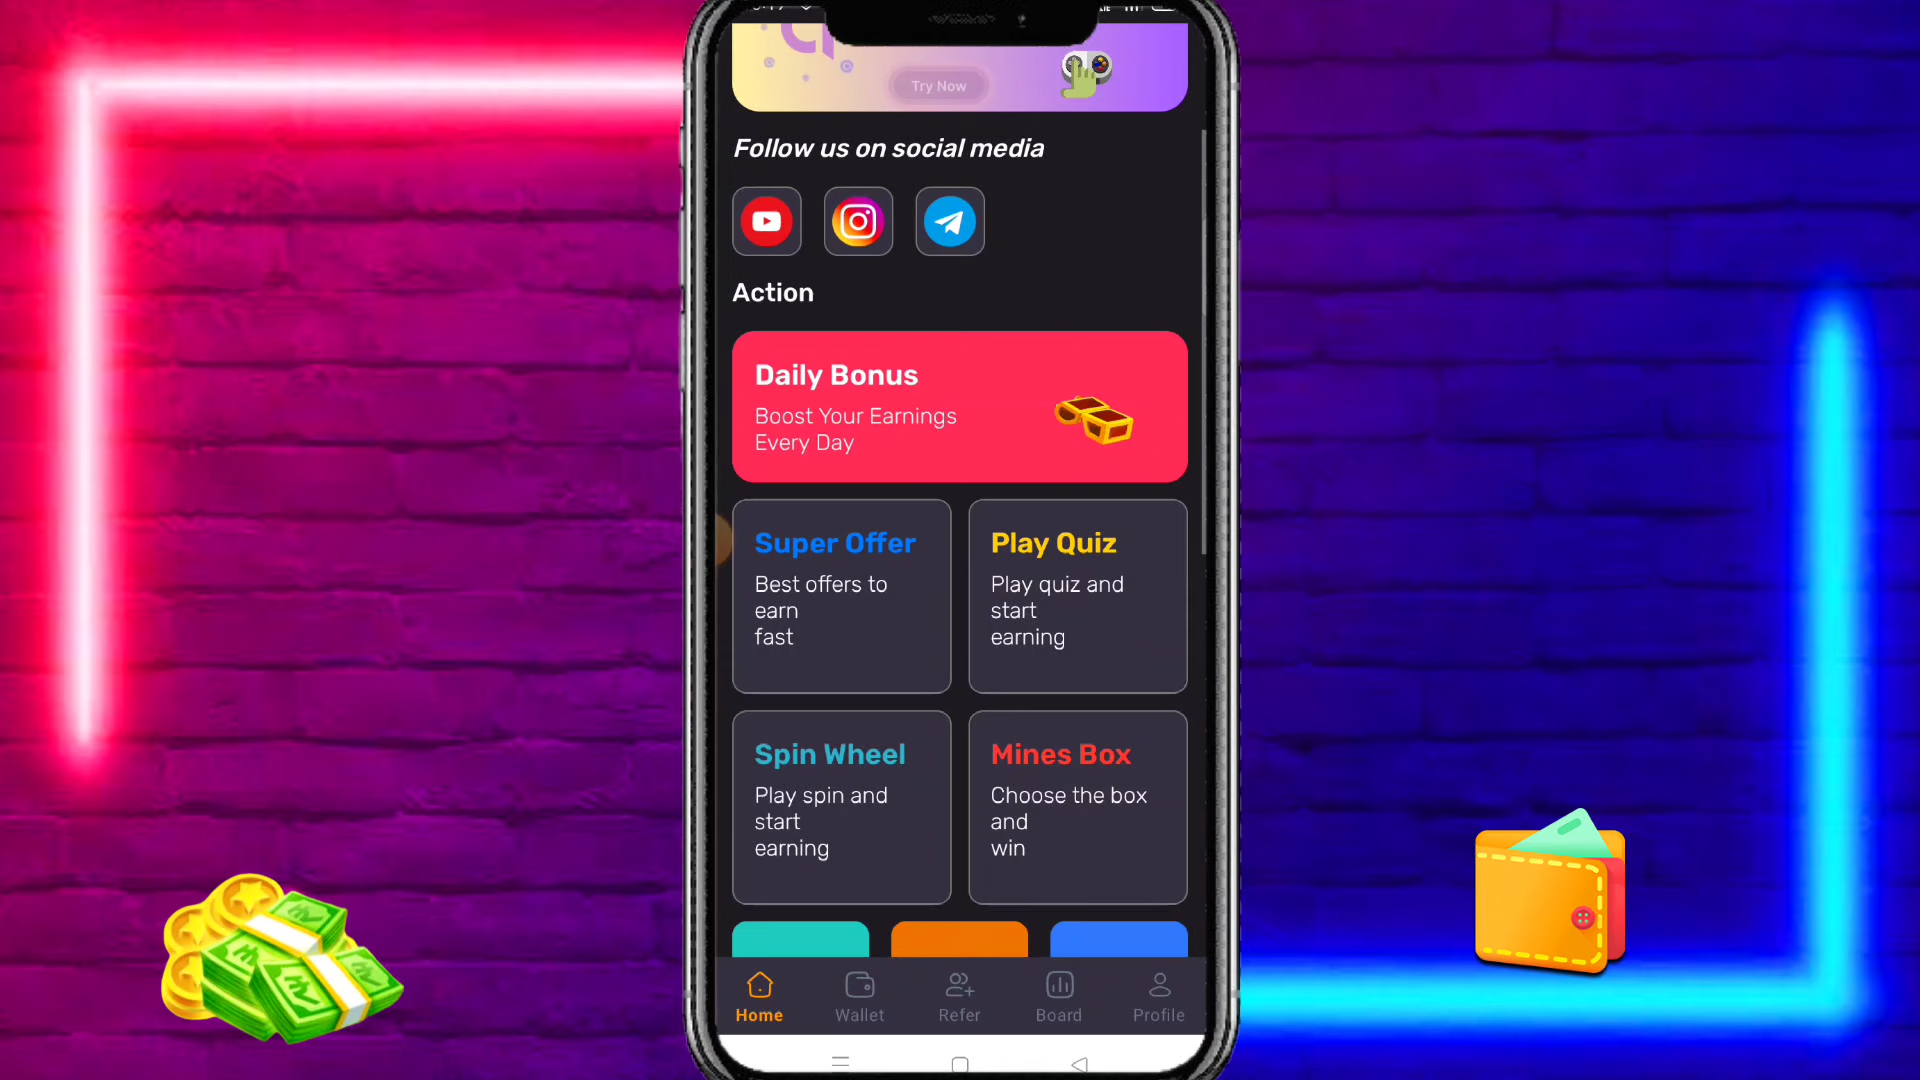 Try Now
Follow us on social media
Action
Daily Bonus
Boost Your Earnings
Every Day
Super Offer
Best offers to
earn
fast
Play Quiz
Play quiz and
start
earning
Spin Wheel
Play spin and
start
earning
Mines Box
Choose the box
and
win
Home
Wallet
Refer
Board
Profile